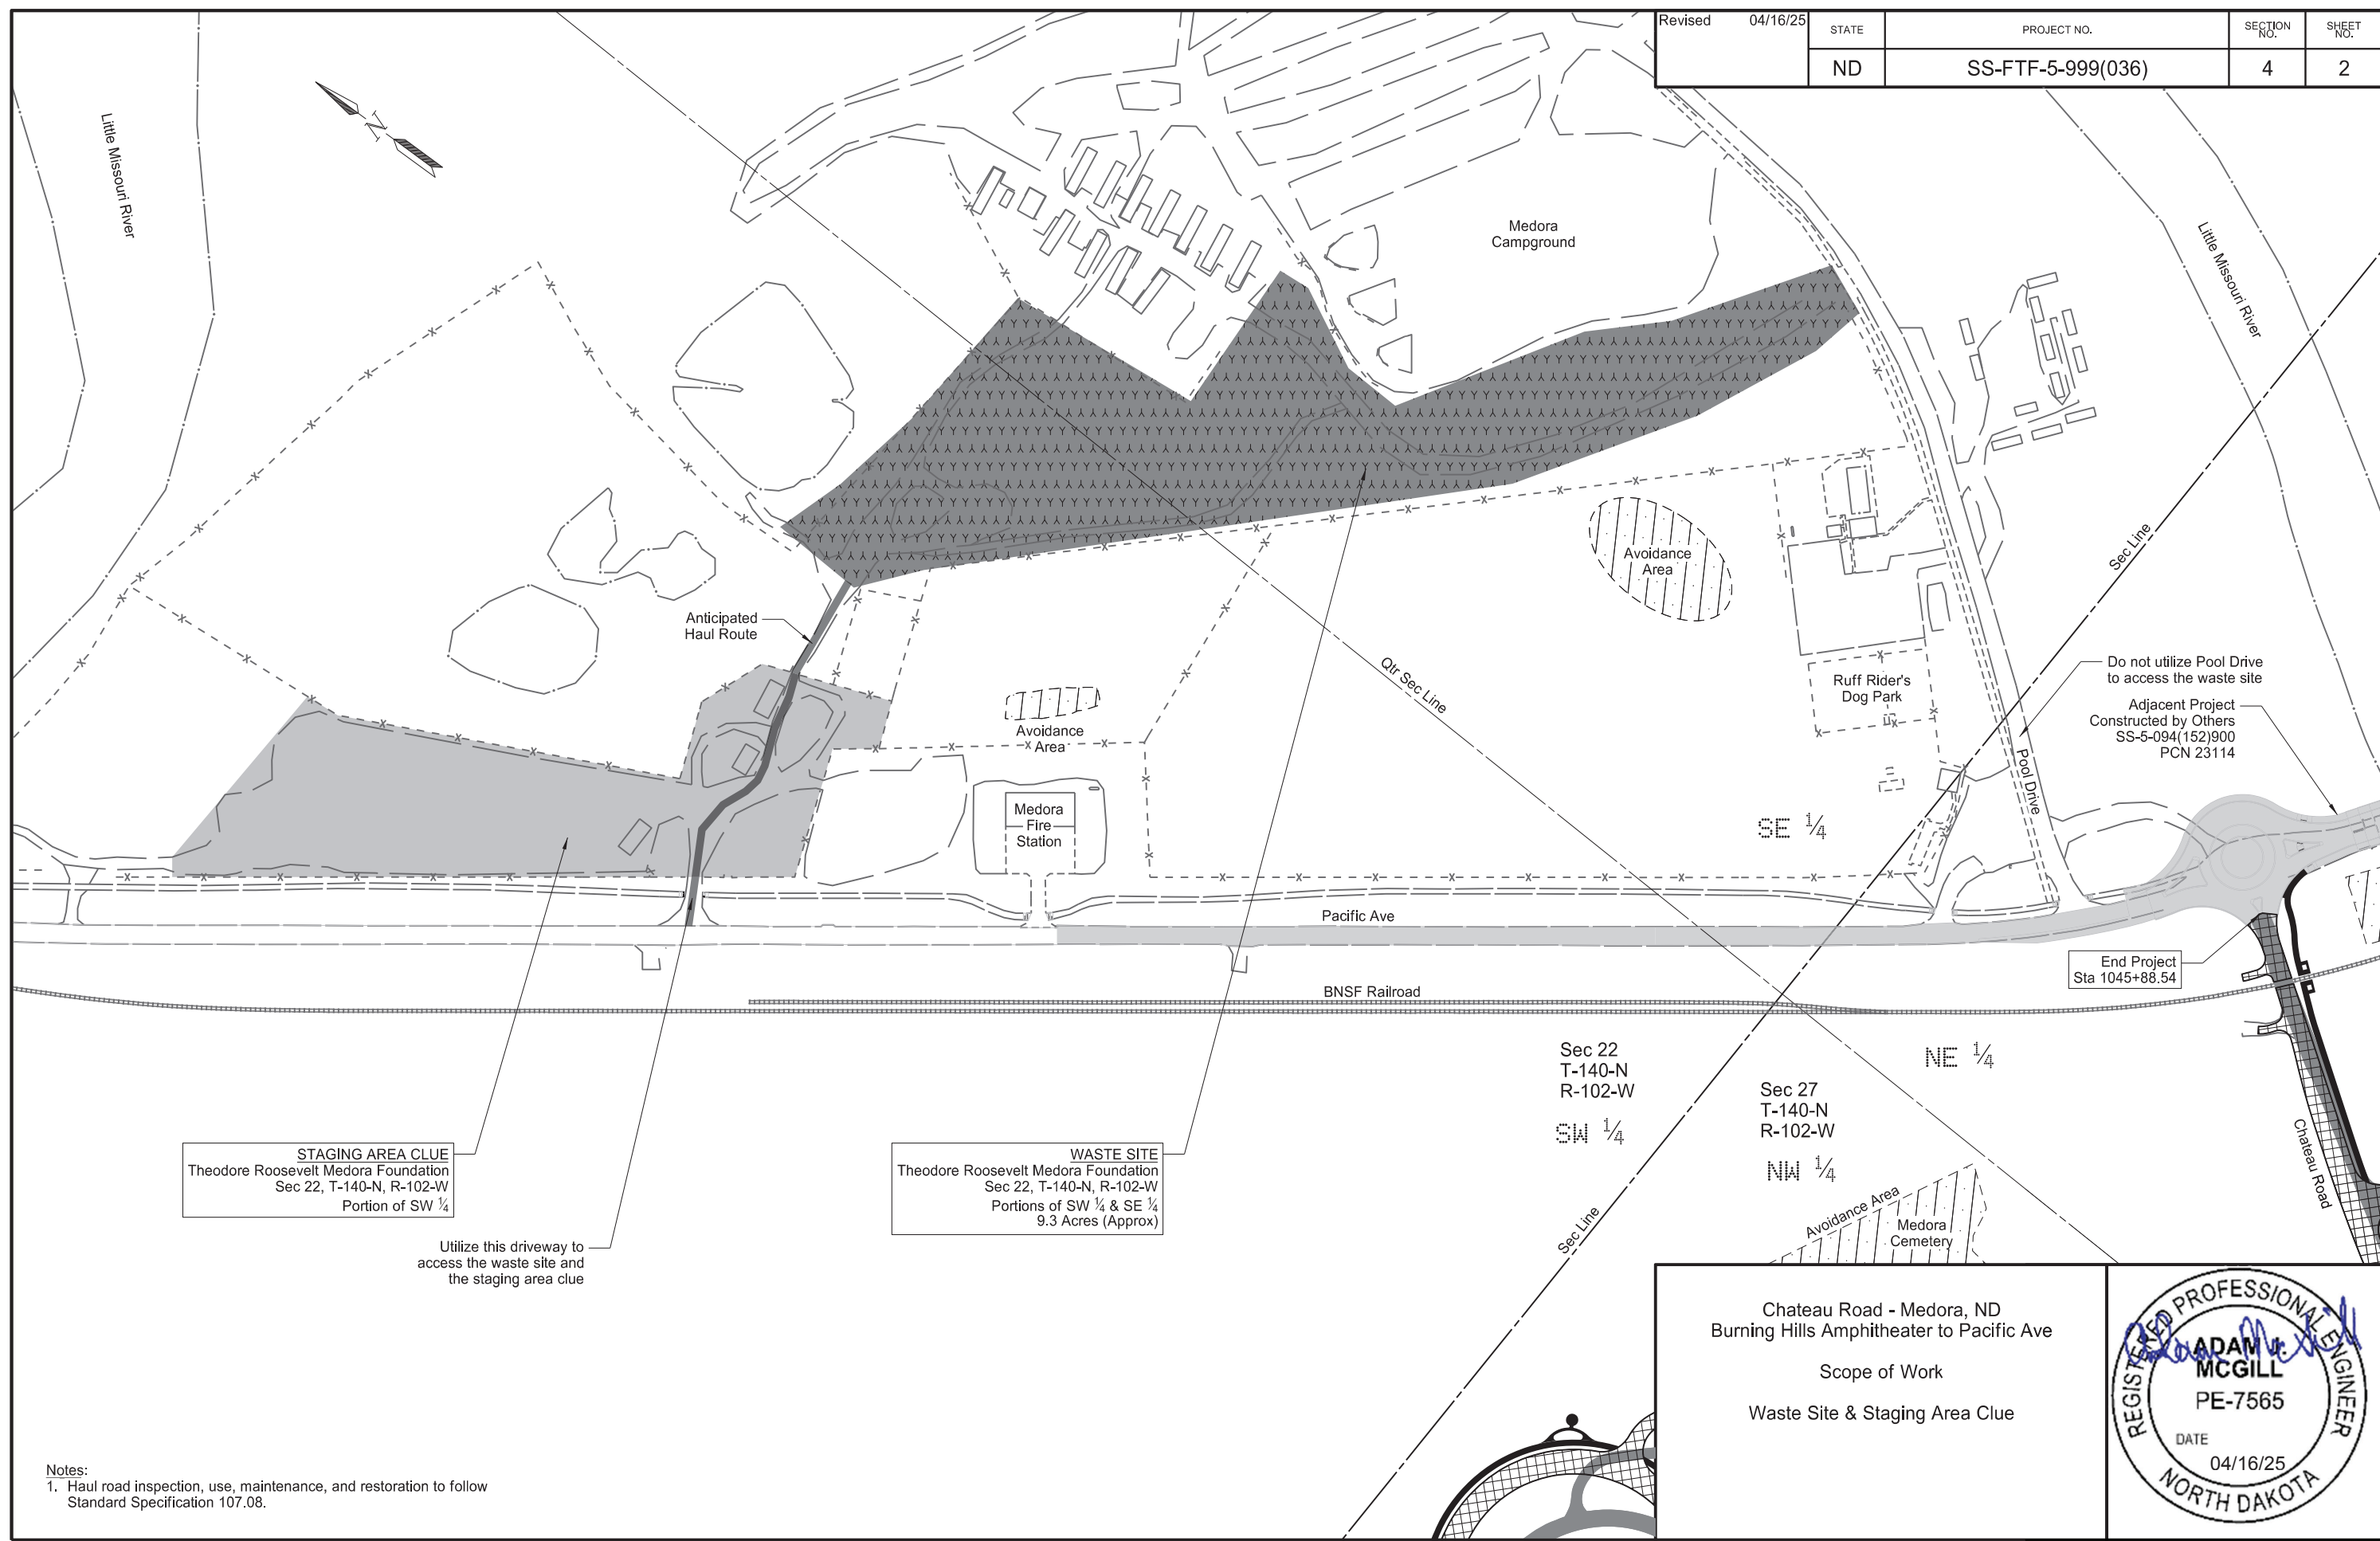 Revised 04/16/25
STATE
PROJECT NO.
SECTION NO.
SHEET NO.
ND
SS-FTF-5-999(036)
4
2
Little Missouri River
N
Medora
Campground
Little Missouri River
Avoidance
Area
Sec Line
Anticipated
Haul Route
Qtr Sec Line
Do not utilize Pool Drive
to access the waste site
Ruff Rider's
Dog Park
Adjacent Project
Constructed by Others
SS-5-094(152)900
PCN 23114
Avoidance
Area
Pool Drive
Medora
Fire
Station
SE 1/4
Pacific Ave
End Project
Sta 1045+88.54
BNSF Railroad
Sec 22
T-140-N
R-102-W
SW 1/4
NE 1/4
Sec 27
T-140-N
R-102-W
NW 1/4
Chateau Road
STAGING AREA CLUE
Theodore Roosevelt Medora Foundation
Sec 22, T-140-N, R-102-W
Portion of SW 1/4
WASTE SITE
Theodore Roosevelt Medora Foundation
Sec 22, T-140-N, R-102-W
Portions of SW 1/4 & SE 1/4
9.3 Acres (Approx)
Utilize this driveway to
access the waste site and
the staging area clue
Sec Line
Avoidance Area
Medora
Cemetery
Chateau Road - Medora, ND
Burning Hills Amphitheater to Pacific Ave
Scope of Work
Waste Site & Staging Area Clue
REGISTERED PROFESSIONAL ENGINEER
ADAM J.
MCGILL
PE-7565
DATE
04/16/25
NORTH DAKOTA
Notes:
1. Haul road inspection, use, maintenance, and restoration to follow
Standard Specification 107.08.